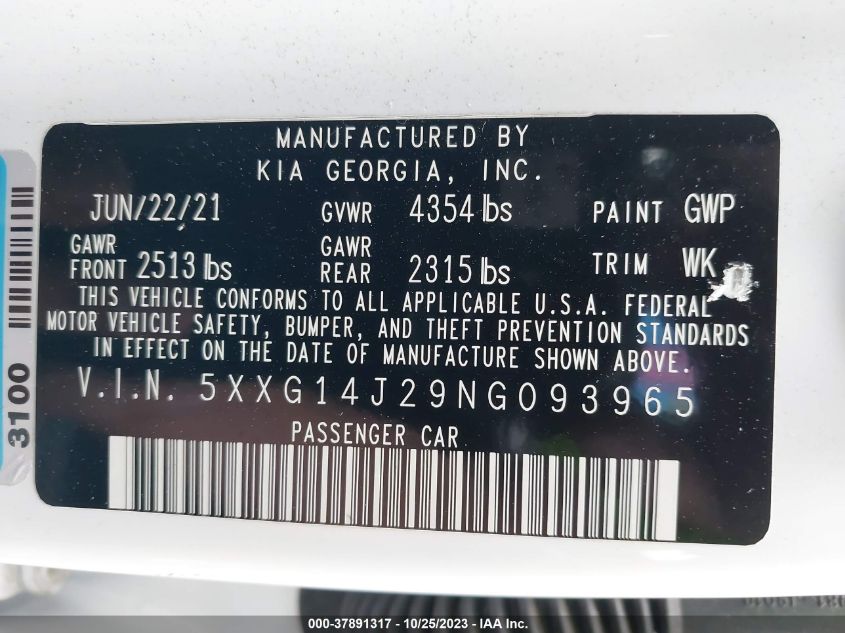 MANUFACTURED BY
KIA GEORGIA, INC.
JUN/22/21 GVWR 4354 lbs PAINT GWP
GAWR FRONT 2513 lbs GAWR REAR 2315 lbs TRIM WK
THIS VEHICLE CONFORMS TO ALL APPLICABLE U.S.A. FEDERAL
MOTOR VEHICLE SAFETY, BUMPER, AND THEFT PREVENTION STANDARDS
IN EFFECT ON THE DATE OF MANUFACTURE SHOWN ABOVE.
V.I.N. 5XXG14J29NG093965
PASSENGER CAR
3100
000-37891317 - 10/25/2023 - IAA Inc.